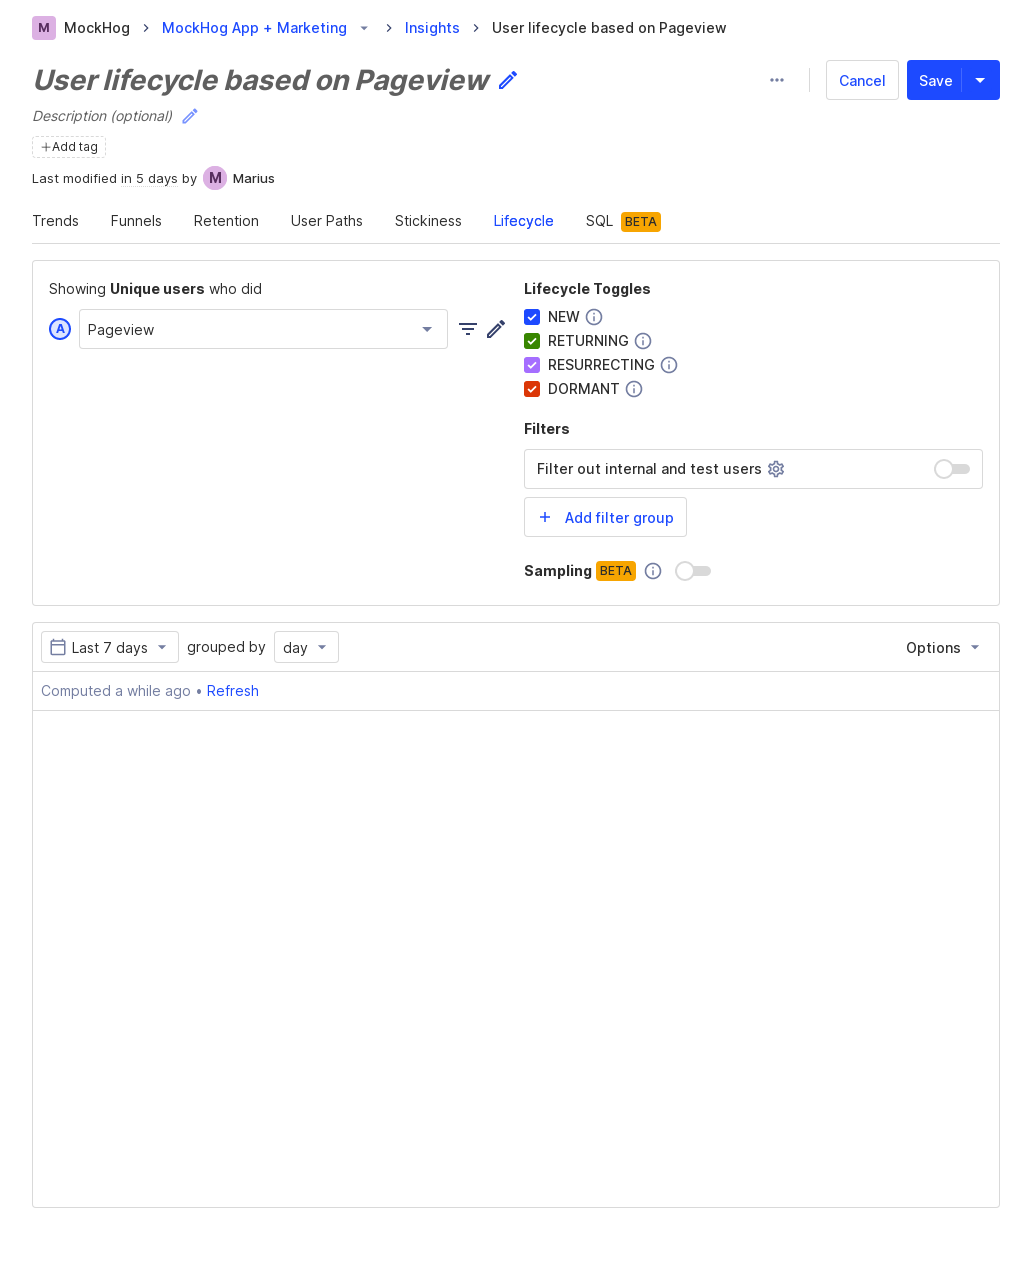 M MockHog > MockHog App + Marketing > Insights > User lifecycle based on Pageview
User lifecycle based on Pageview
Cancel
Save
Description (optional)
Add tag
Last modified in 5 days by M Marius
Trends Funnels Retention User Paths Stickiness Lifecycle SQL BETA
Showing Unique users who did
A Pageview
Lifecycle Toggles
NEW
RETURNING
RESURRECTING
DORMANT
Filters
Filter out internal and test users
+ Add filter group
Sampling BETA
Last 7 days grouped by day
Options
Computed a while ago • Refresh